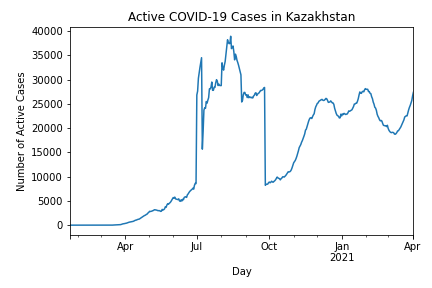 Active COVID-19 Cases in Kazakhstan
40000
35000
30000
25000
20000
15000
10000
5000
0
Number of Active Cases
Apr
Jul
Oct
Jan
2021
Apr
Day